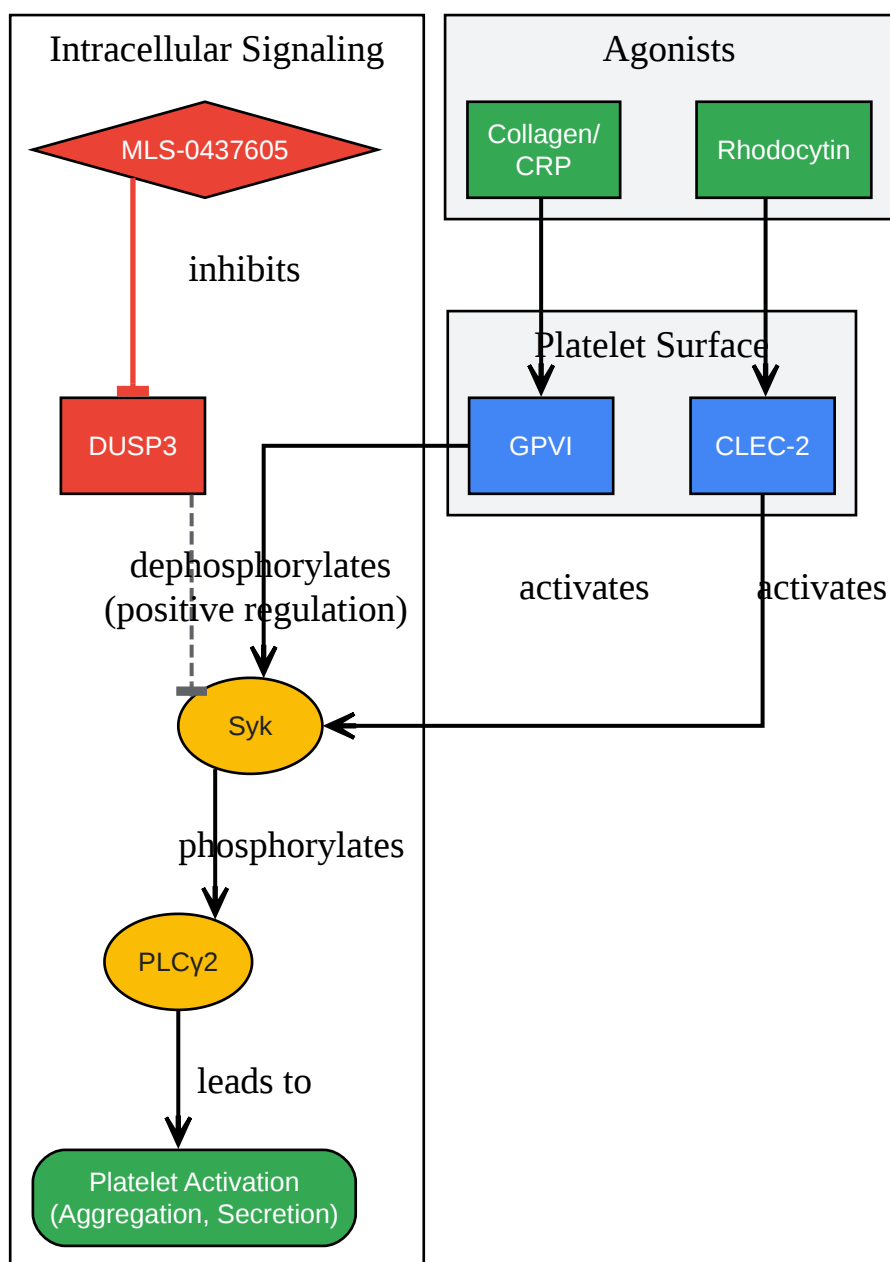 Intracellular Signaling
Agonists
MLS-0437605
Collagen/
CRP
Rhodocytin
inhibits
Platelet Surface
DUSP3
GPVI
CLEC-2
dephosphorylates
(positive regulation)
activates
activates
Syk
phosphorylates
PLCγ2
leads to
Platelet Activation
(Aggregation, Secretion)